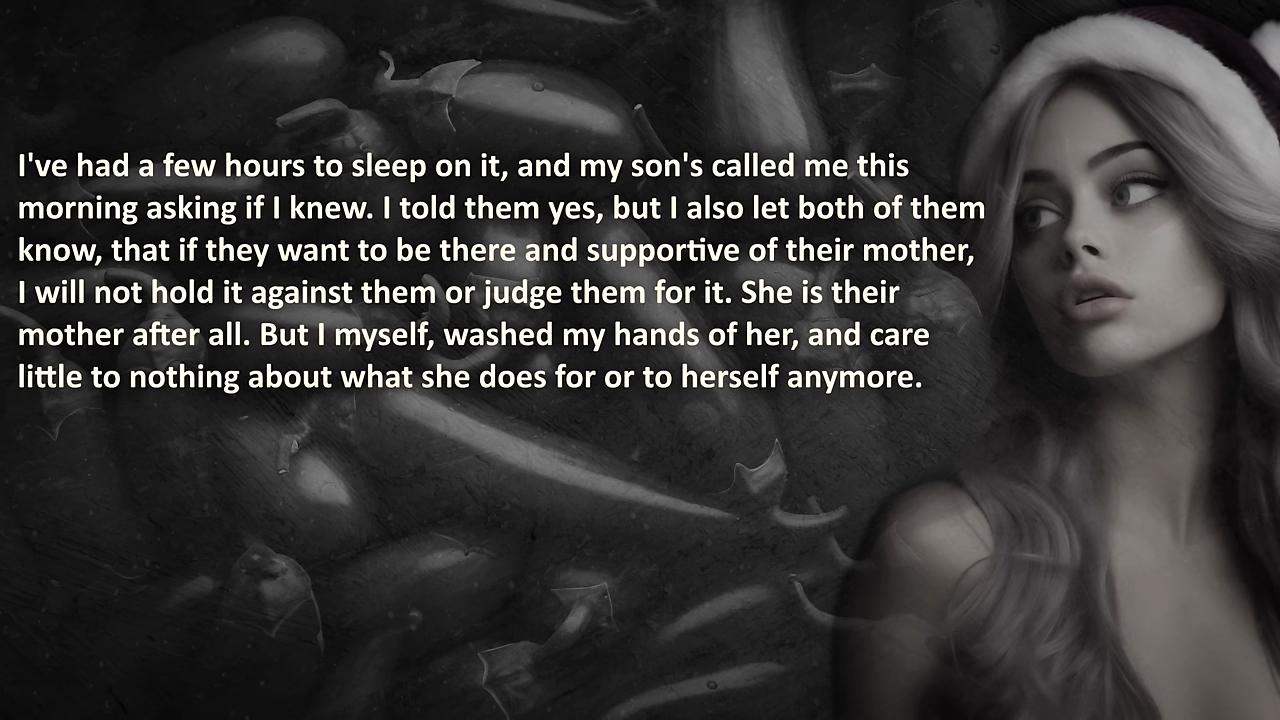 I've had a few hours to sleep on it, and my son's called me this
morning asking if I knew. I told them yes, but I also let both of them
know, that if they want to be there and supportive of their mother,
I will not hold it against them or judge them for it. She is their
mother after all. But I myself, washed my hands of her, and care
little to nothing about what she does for or to herself anymore.